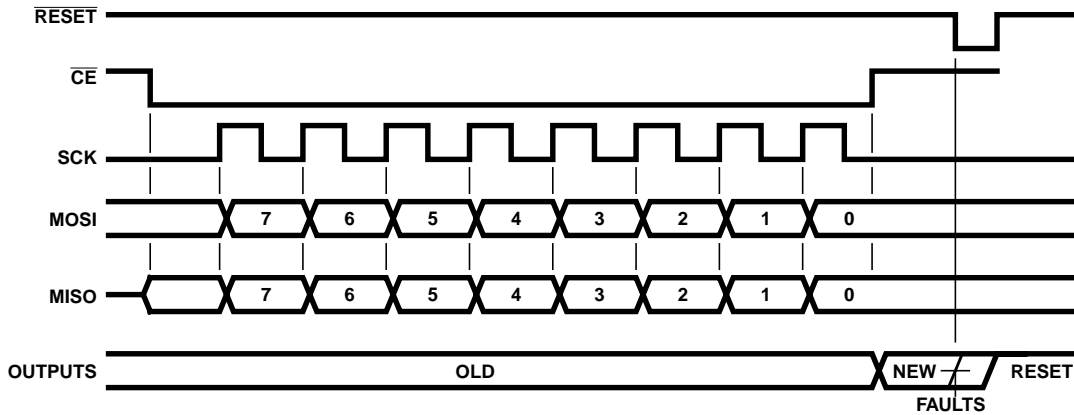 RESET
CE
SCK
MOSI 7 6 5 4 3 2 1 0
MISO 7 6 5 4 3 2 1 0
OUTPUTS OLD NEW RESET
FAULTS